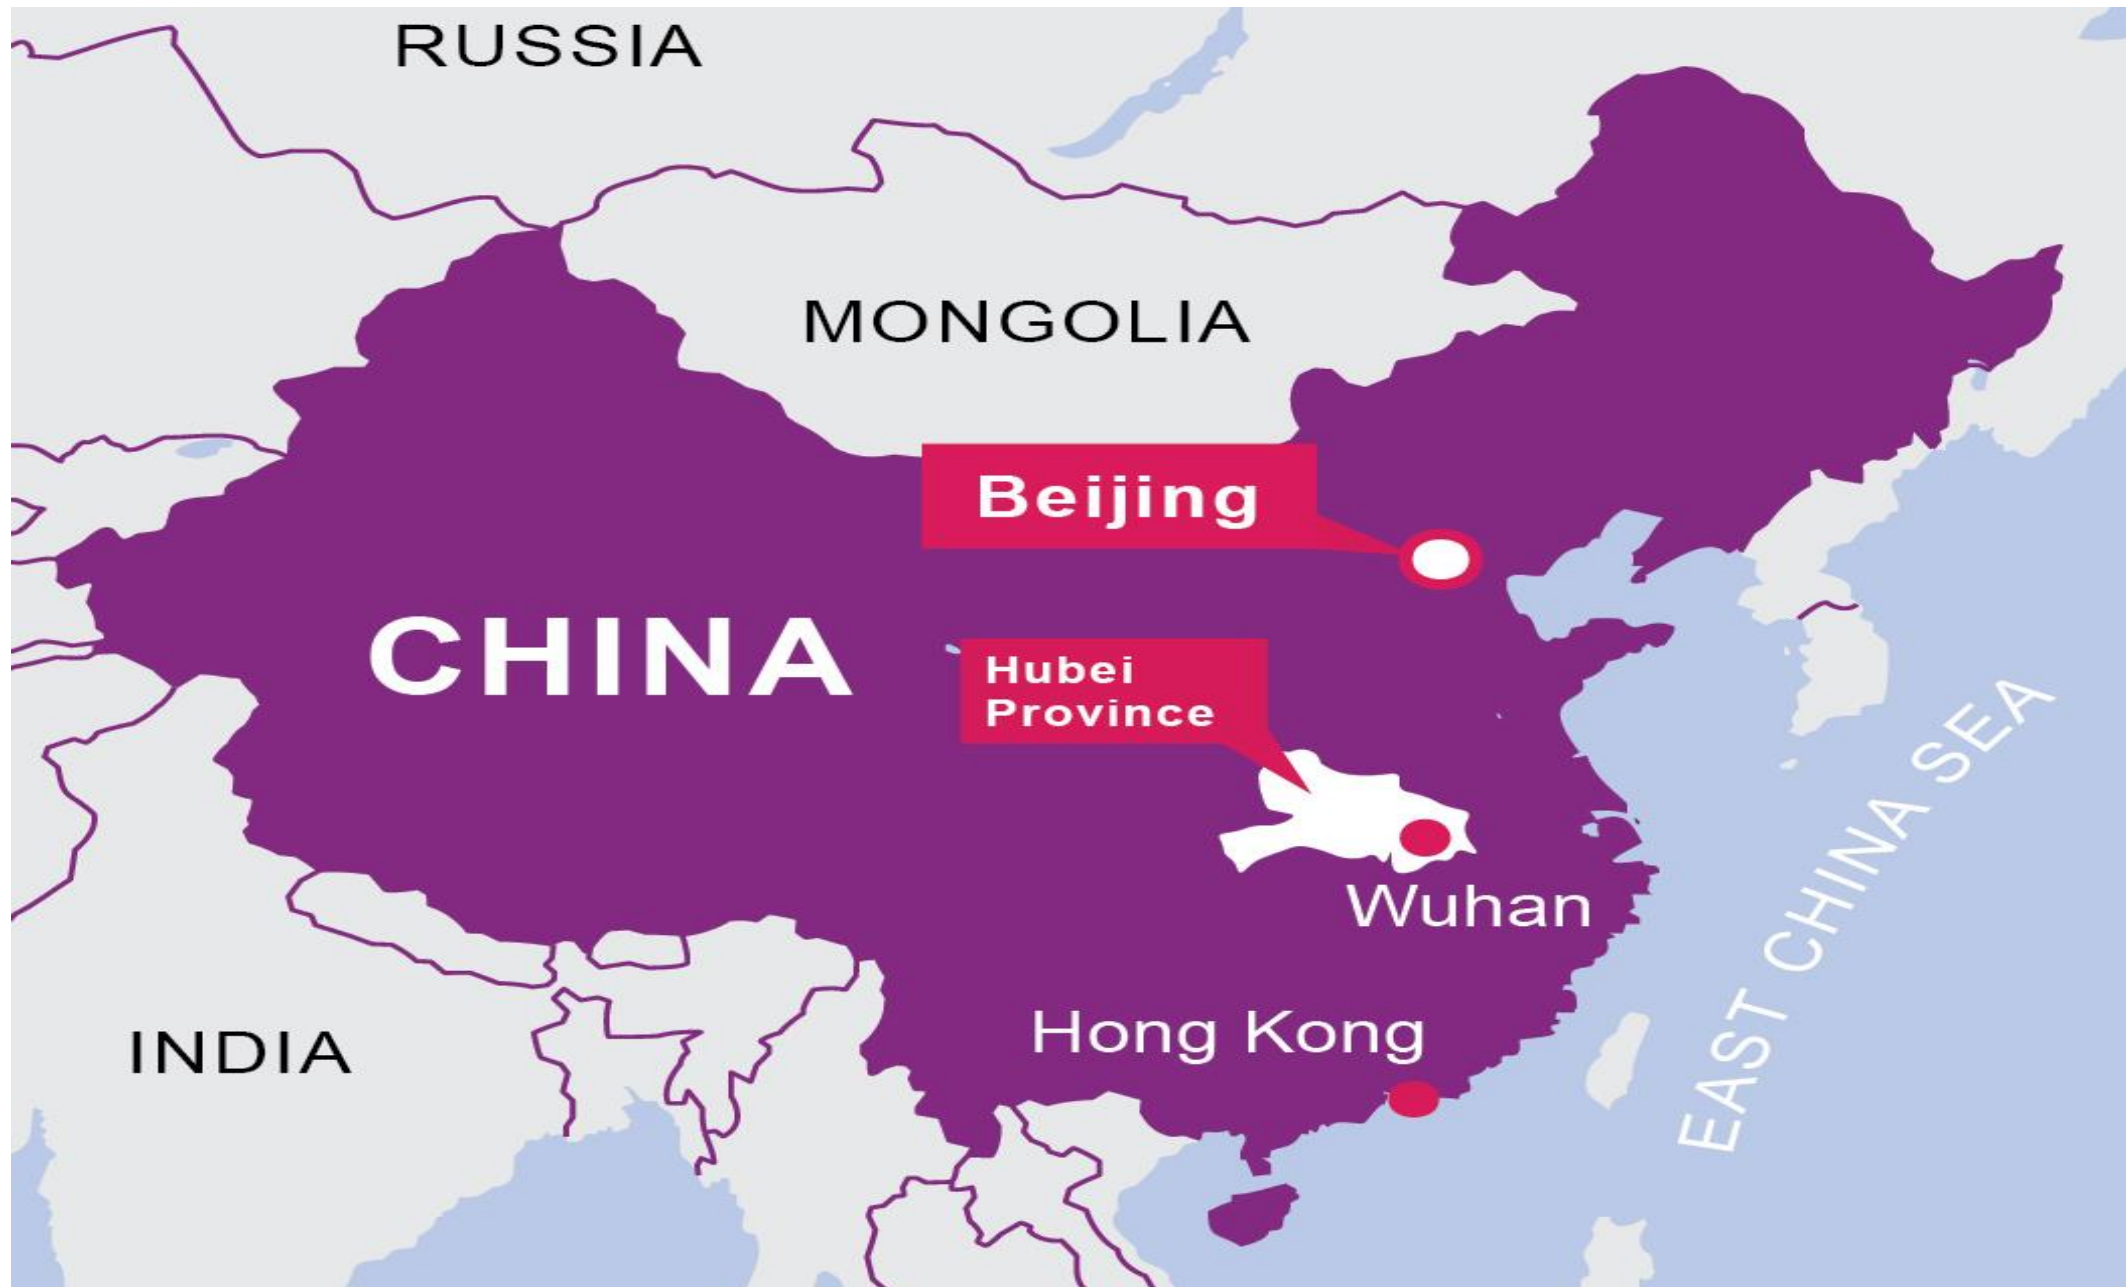 RUSSIA
MONGOLIA
Beijing
CHINA
Hubei
Province
Wuhan
EAST CHINA SEA
Hong Kong
INDIA